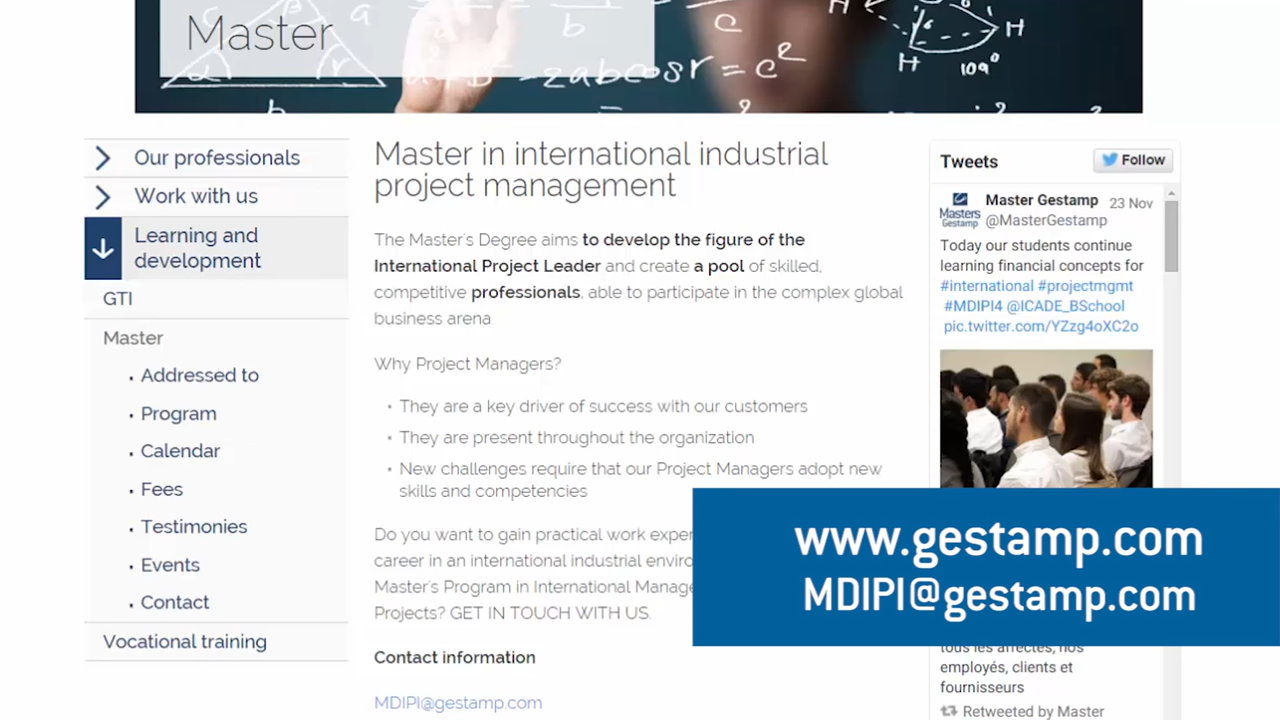 Master
b
c
2abcosr = c²
H
H
H
109°
b
Our professionals
Work with us
Learning and
development
GTI
Master
Addressed to
Program
Calendar
Fees
Testimonies
Events
Contact
Vocational training
Master in international industrial
project management
The Master's Degree aims to develop the figure of the
International Project Leader and create a pool of skilled,
competitive professionals, able to participate in the complex global
business arena
Why Project Managers?
They are a key driver of success with our customers
They are present throughout the organization
New challenges require that our Project Managers adopt new
skills and competencies
Do you want to gain practical work exper
career in an international industrial enviro
Master's Program in International Manage
Projects? GET IN TOUCH WITH US.
Contact information
MDIPI@gestamp.com
Tweets
Follow
Masters
Gestamp
Master Gestamp 23 Nov
@MasterGestamp
Today our students continue
learning financial concepts for
#international #projectmgmt
#MDIPI4 @ICADE_BSchool
pic.twitter.com/YZzg4oXC2o
www.gestamp.com
MDIPI@gestamp.com
tous les affectés, nos
employés, clients et
fournisseurs
Retweeted by Master